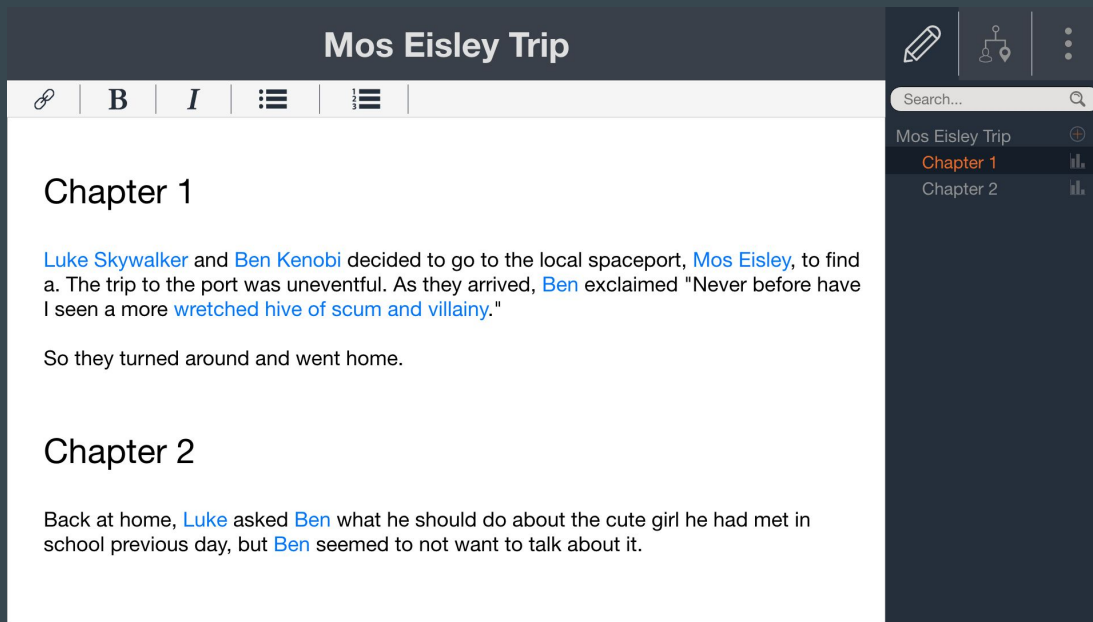 Mos Eisley Trip
B I
Search...
Mos Eisley Trip
Chapter 1
Chapter 2
Chapter 1
Luke Skywalker and Ben Kenobi decided to go to the local spaceport, Mos Eisley, to find
a. The trip to the port was uneventful. As they arrived, Ben exclaimed "Never before have
I seen a more wretched hive of scum and villainy."
So they turned around and went home.
Chapter 2
Back at home, Luke asked Ben what he should do about the cute girl he had met in
school previous day, but Ben seemed to not want to talk about it.